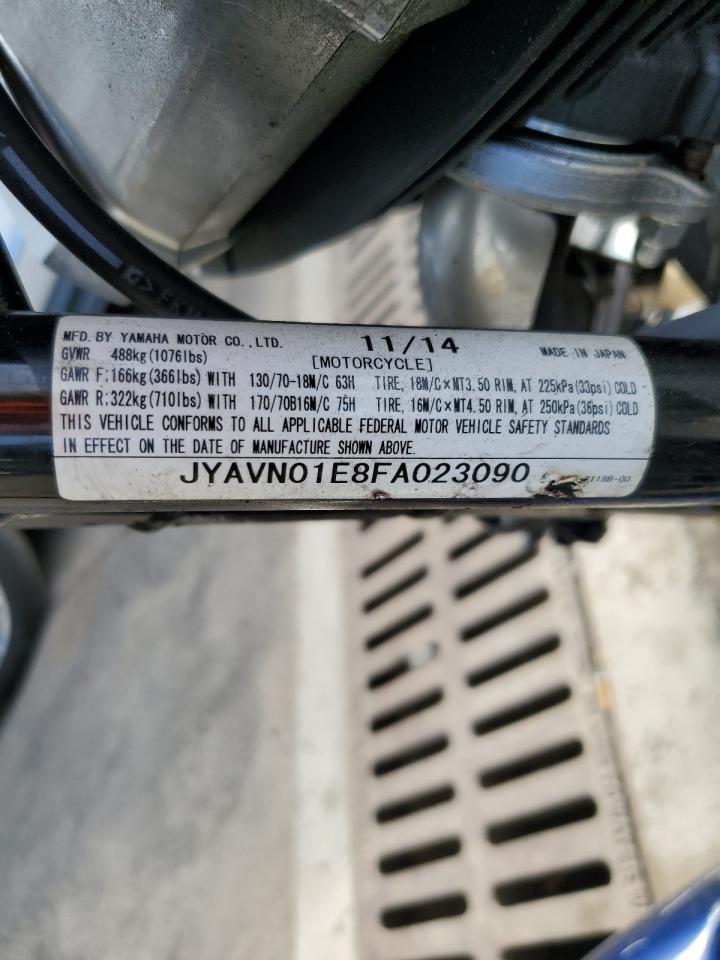 MFD. BY YAMAHA MOTOR CO., LTD. 11/14 MADE IN JAPAN
GVWR 488kg(1076lbs) [MOTORCYCLE]
GAWR F:166kg(366lbs) WITH 130/70-18M/C 63H TIRE, 18M/C×MT3.50 RIM, AT 225kPa(33psi) COLD
GAWR R:322kg(710lbs) WITH 170/70B16M/C 75H TIRE, 16M/C×MT4.50 RIM, AT 250kPa(36psi) COLD
THIS VEHICLE CONFORMS TO ALL APPLICABLE FEDERAL MOTOR VEHICLE SAFETY STANDARDS
IN EFFECT ON THE DATE OF MANUFACTURE SHOWN ABOVE.
JYAVN01E8FA023090